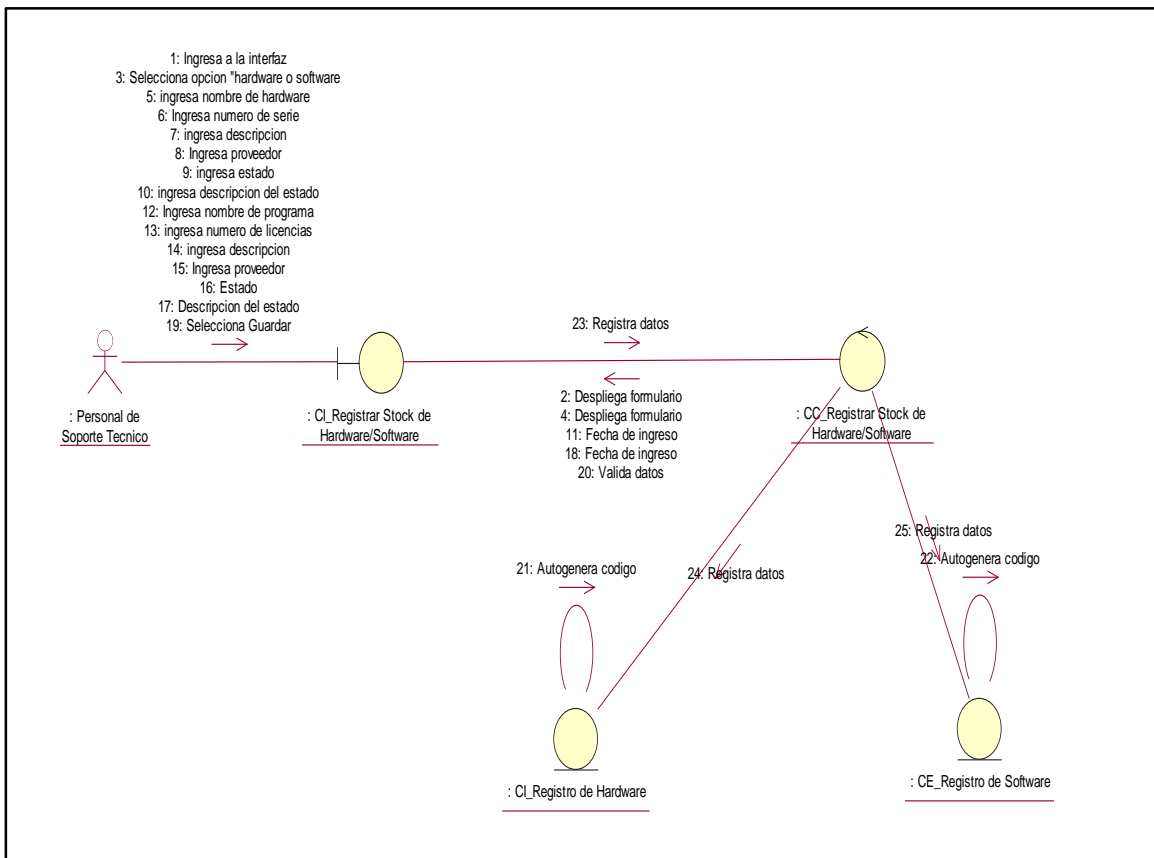 1: Ingresa a la interfaz
3: Selecciona opcion "hardware o software
5: ingresa nombre de hardware
6: Ingresa numero de serie
7: ingresa descripcion
8: Ingresa proveedor
9: ingresa estado
10: ingresa descripcion del estado
12: Ingresa nombre de programa
13: ingresa numero de licencias
14: ingresa descripcion
15: Ingresa proveedor
16: Estado
17: Descripcion del estado
19: Selecciona Guardar
23: Registra datos
2: Despliega formulario
4: Despliega formulario
11: Fecha de ingreso
18: Fecha de ingreso
20: Valida datos
: Personal de
Soporte Tecnico
: CI_Registrar Stock de
Hardware/Software
: CC_Registrar Stock de
Hardware/Software
21: Autogenera codigo
24: Registra datos
25: Registra datos
22: Autogenera codigo
: CI_Registro de Hardware
: CE_Registro de Software